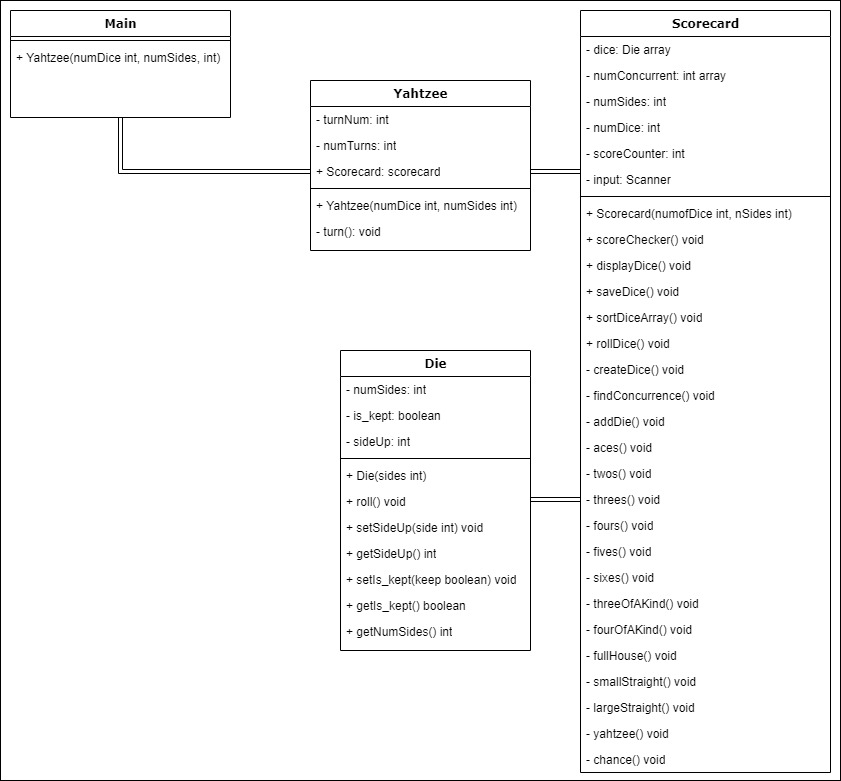 Main
+ Yahtzee(numDice int, numSides, int)
Yahtzee
- turnNum: int
- numTurns: int
+ Scorecard: scorecard
+ Yahtzee(numDice int, numSides int)
- turn(): void
Scorecard
- dice: Die array
- numConcurrent: int array
- numSides: int
- numDice: int
- scoreCounter: int
- input: Scanner
+ Scorecard(numofDice int, nSides int)
+ scoreChecker() void
+ displayDice() void
+ saveDice() void
+ sortDiceArray() void
+ rollDice() void
- createDice() void
- findConcurrence() void
- addDie() void
- aces() void
- twos() void
- threes() void
- fours() void
- fives() void
- sixes() void
- threeOfAKind() void
- fourOfAKind() void
- fullHouse() void
- smallStraight() void
- largeStraight() void
- yahtzee() void
- chance() void
Die
- numSides: int
- is_kept: boolean
- sideUp: int
+ Die(sides int)
+ roll() void
+ setSideUp(side int) void
+ getSideUp() int
+ setIs_kept(keep boolean) void
+ getIs_kept() boolean
+ getNumSides() int